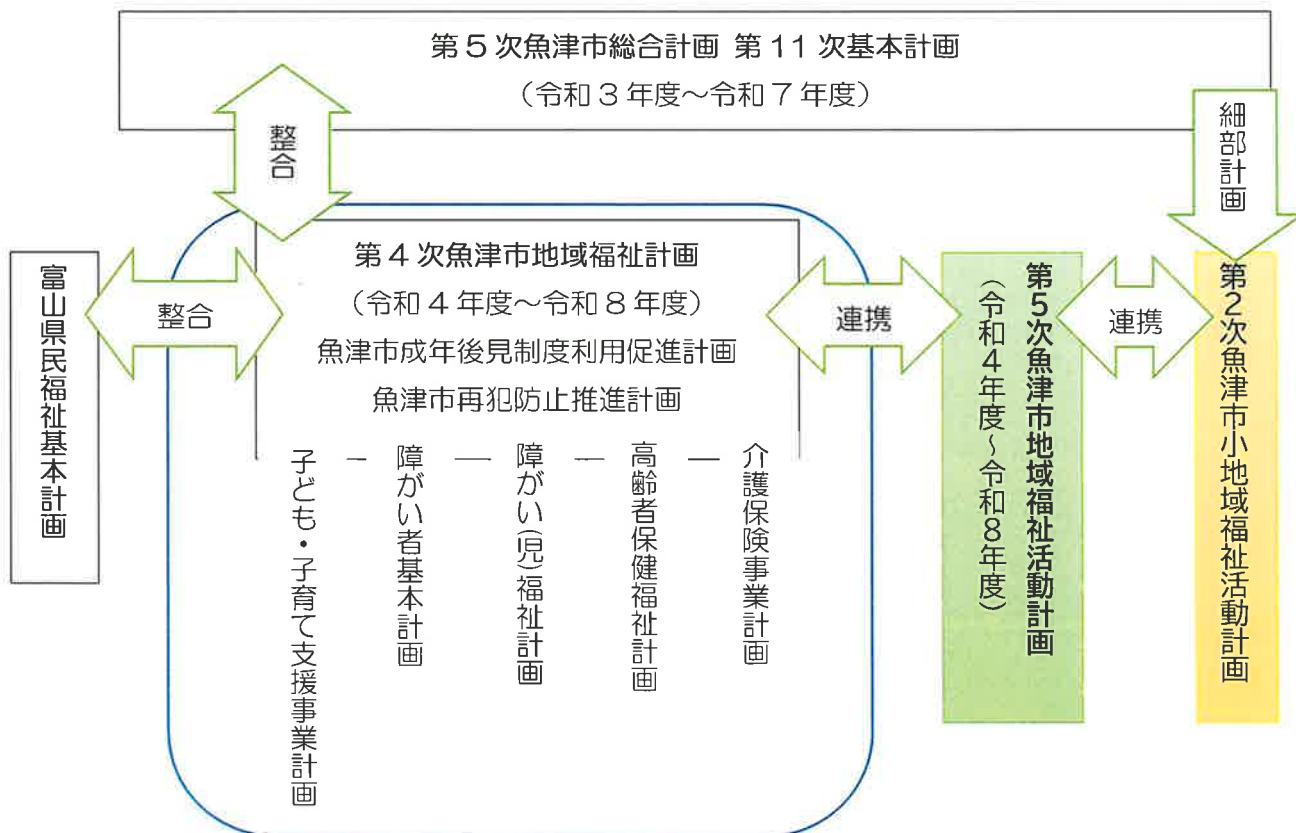 第5次魚津市総合計画 第11次基本計画
（令和3年度～令和7年度）
整合
細部計画
富山県民福祉基本計画
整合
第4次魚津市地域福祉計画
（令和4年度～令和8年度）
魚津市成年後見制度利用促進計画
魚津市再犯防止推進計画
子ども・子育て支援事業計画
障がい者基本計画
障がい(児)福祉計画
高齢者保健福祉計画
介護保険事業計画
連携
第5次魚津市地域福祉活動計画
（令和4年度～令和8年度）
連携
第2次魚津市小地域福祉活動計画